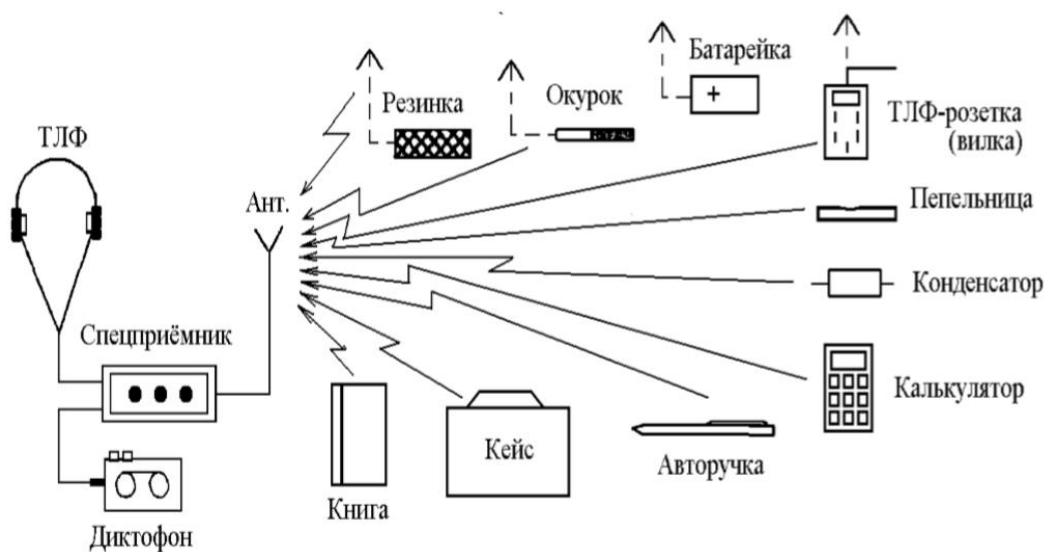 ТЛФ
Ант.
Спецприёмник
Диктофон
Резинка
Окурок
Батарейка
ТЛФ-розетка
(вилка)
Пепельница
Конденсатор
Калькулятор
Авторучка
Кейс
Книга